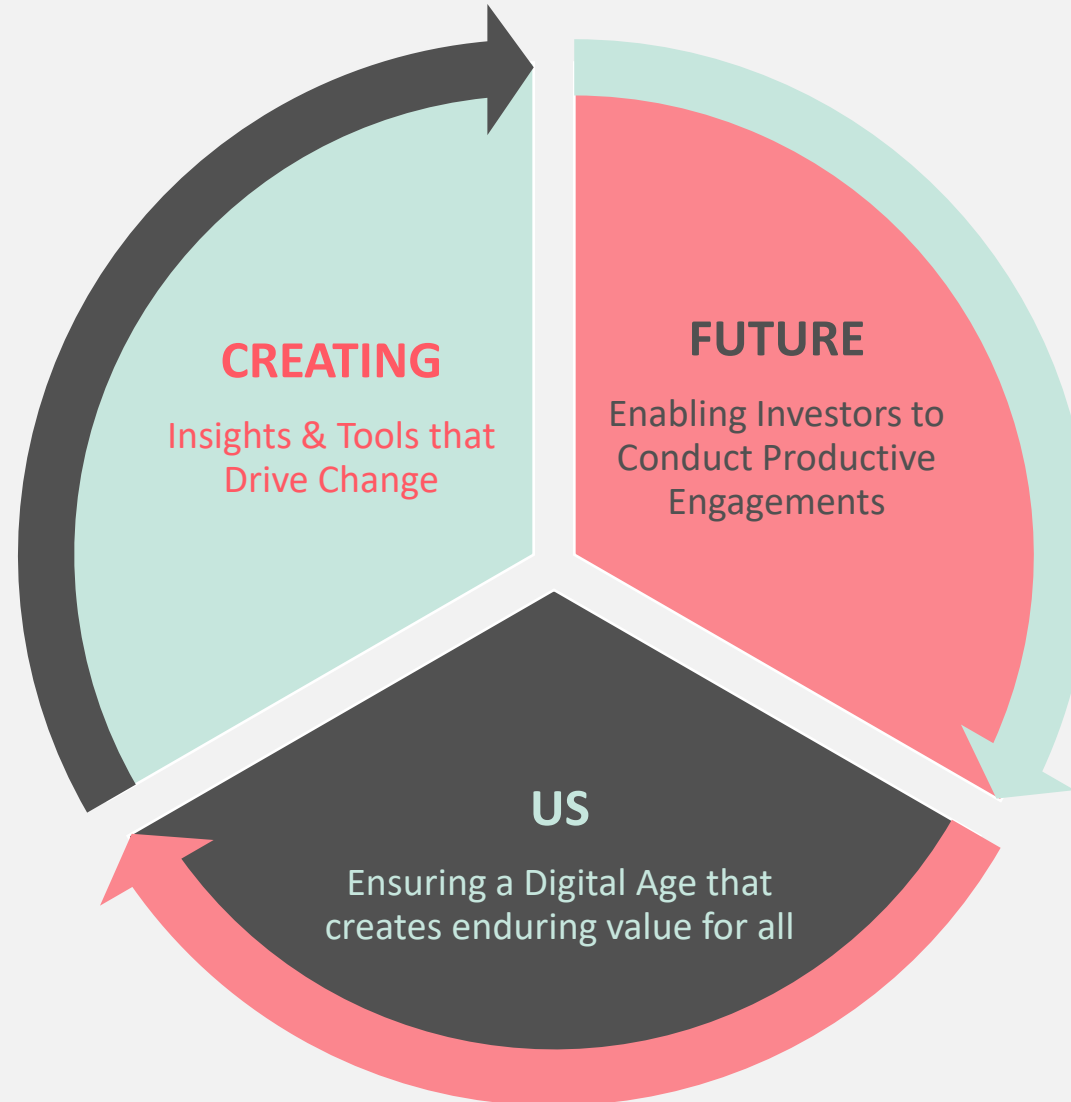 CREATING
Insights & Tools that
Drive Change
FUTURE
Enabling Investors to
Conduct Productive
Engagements
US
Ensuring a Digital Age that
creates enduring value for all